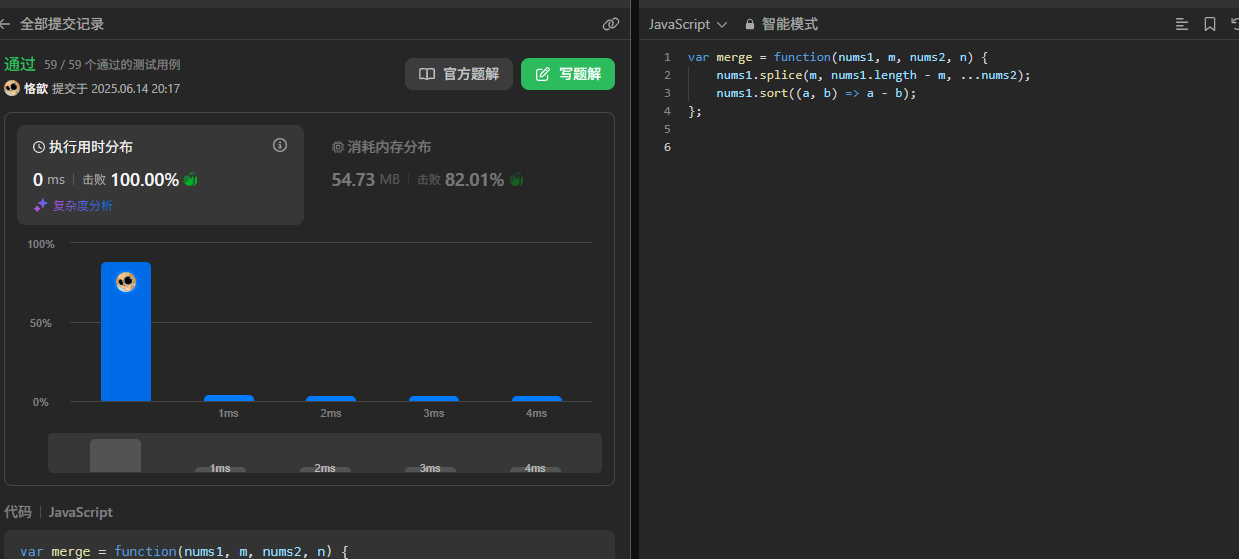 全部提交记录
通过 59 / 59 个通过的测试用例
恪歆 提交于 2025.06.14 20:17
官方题解
写题解
执行用时分布
0 ms 击败 100.00%
复杂度分析
消耗内存分布
54.73 MB 击败 82.01%
100%
50%
0%
1ms 2ms 3ms 4ms
1ms 2ms 3ms 4ms
代码 JavaScript
var merge = function(nums1, m, nums2, n) {
JavaScript 智能模式
1 var merge = function(nums1, m, nums2, n) {
2 nums1.splice(m, nums1.length - m, ...nums2);
3 nums1.sort((a, b) => a - b);
4 };
5
6